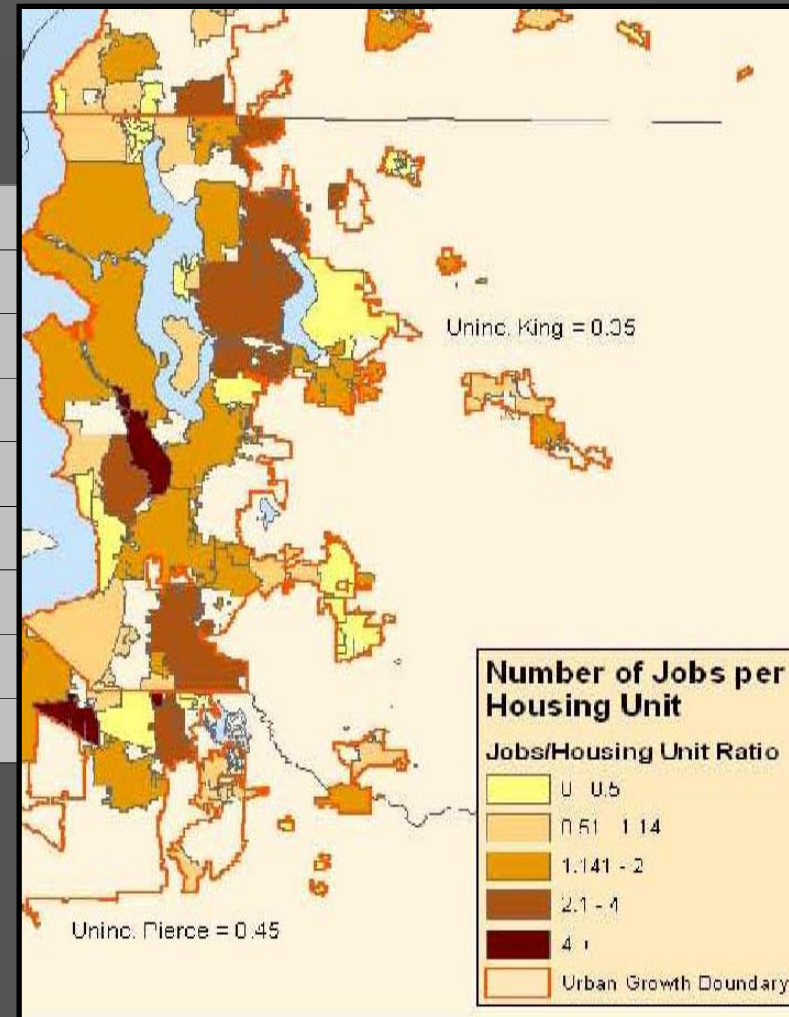 Uninc. King = 0.35
Number of Jobs per
Housing Unit
Jobs/Housing Unit Ratio
0 - 0.5
0.51 - 1.14
1.141 - 2
2.1 - 4
4 +
Urban Growth Boundary
Uninc. Pierce = 0.45